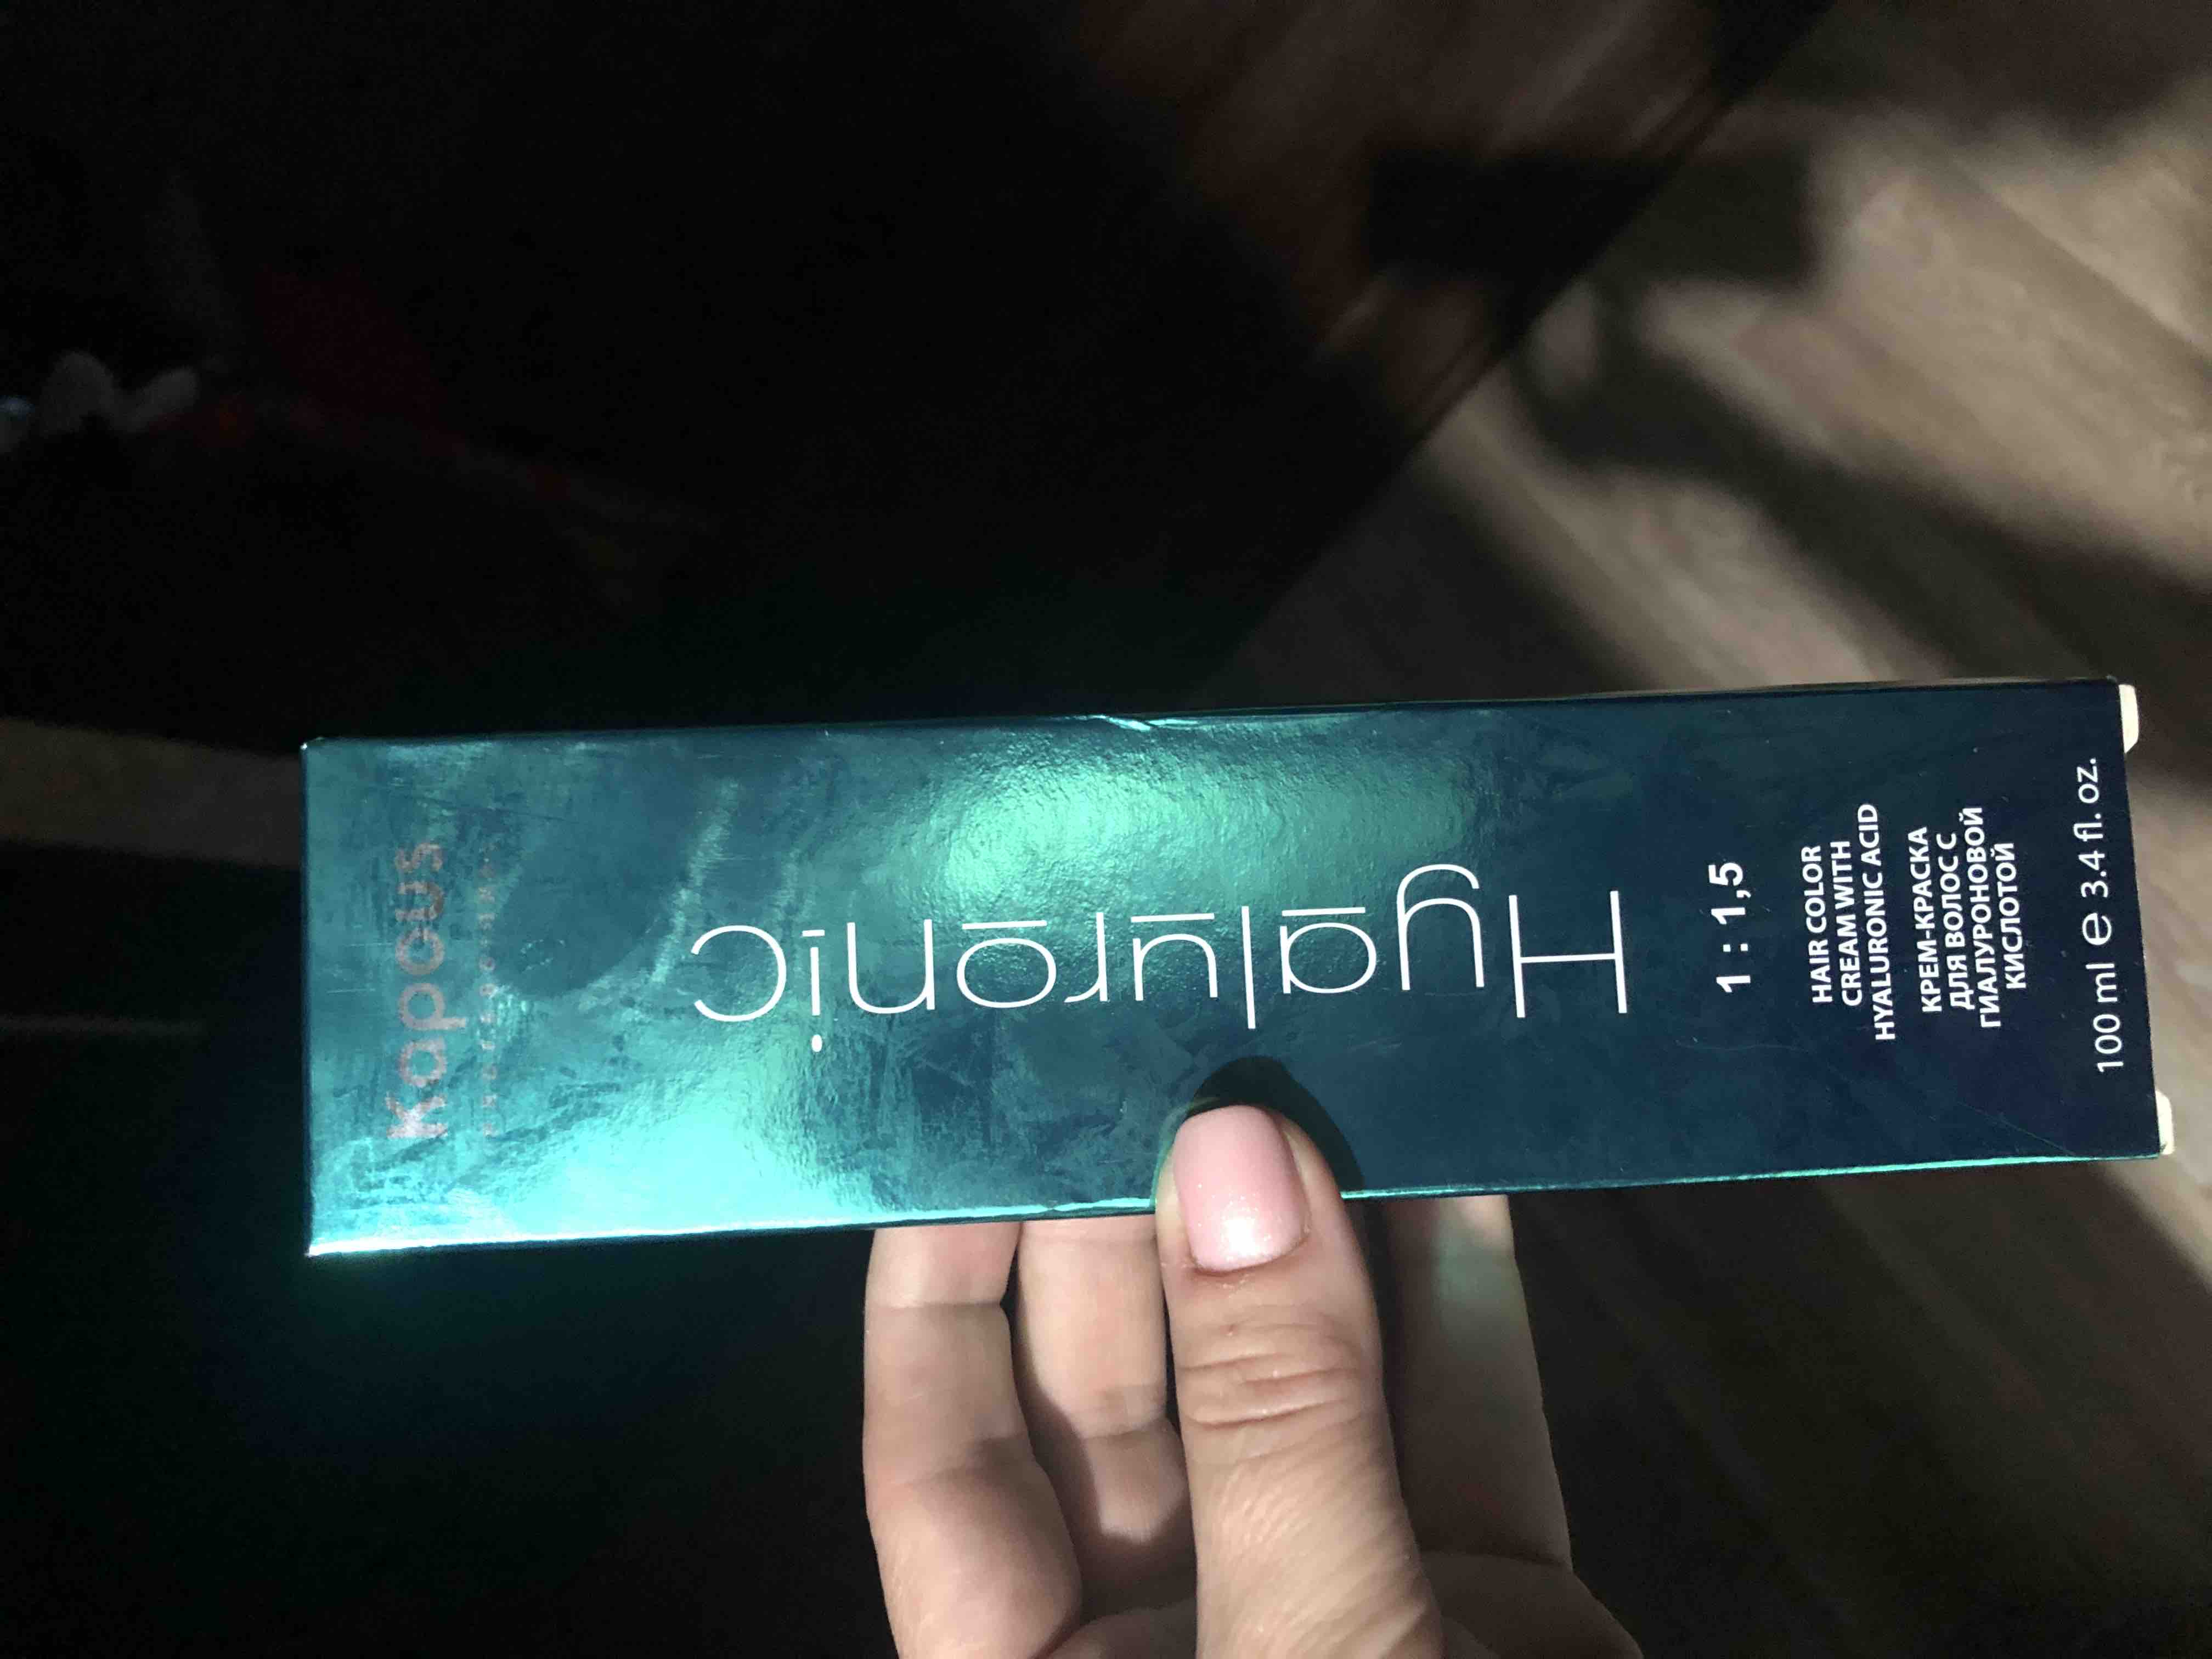 Kapous
PROFESSIONAL
Hyaluronic
1 : 1,5
HAIR COLOR
CREAM WITH
HYALURONIC ACID
КРЕМ-КРАСКА
ДЛЯ ВОЛОС С
ГИАЛУРОНОВОЙ
КИСЛОТОЙ
100 ml e 3.4 fl. oz.